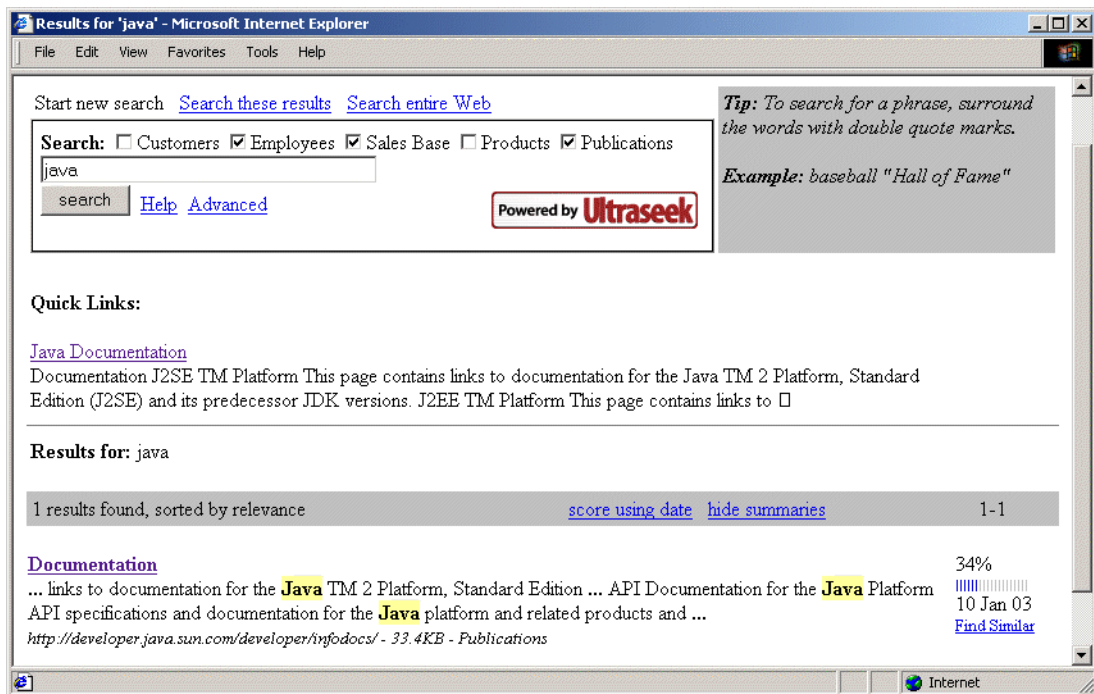 Results for 'java' - Microsoft Internet Explorer
File Edit View Favorites Tools Help
Start new search Search these results Search entire Web
Search: Customers Employees Sales Base Products Publications
java
search Help Advanced
Powered by Ultraseek
Tip: To search for a phrase, surround
the words with double quote marks.
Example: baseball "Hall of Fame"
Quick Links:
Java Documentation
Documentation J2SE TM Platform This page contains links to documentation for the Java TM 2 Platform, Standard
Edition (J2SE) and its predecessor JDK versions. J2EE TM Platform This page contains links to
Results for: java
1 results found, sorted by relevance score using date hide summaries 1-1
Documentation
... links to documentation for the Java TM 2 Platform, Standard Edition ... API Documentation for the Java Platform
API specifications and documentation for the Java platform and related products and ...
http://developer.java.sun.com/developer/infodocs/ - 33.4KB - Publications
34%
10 Jan 03
Find Similar
Internet